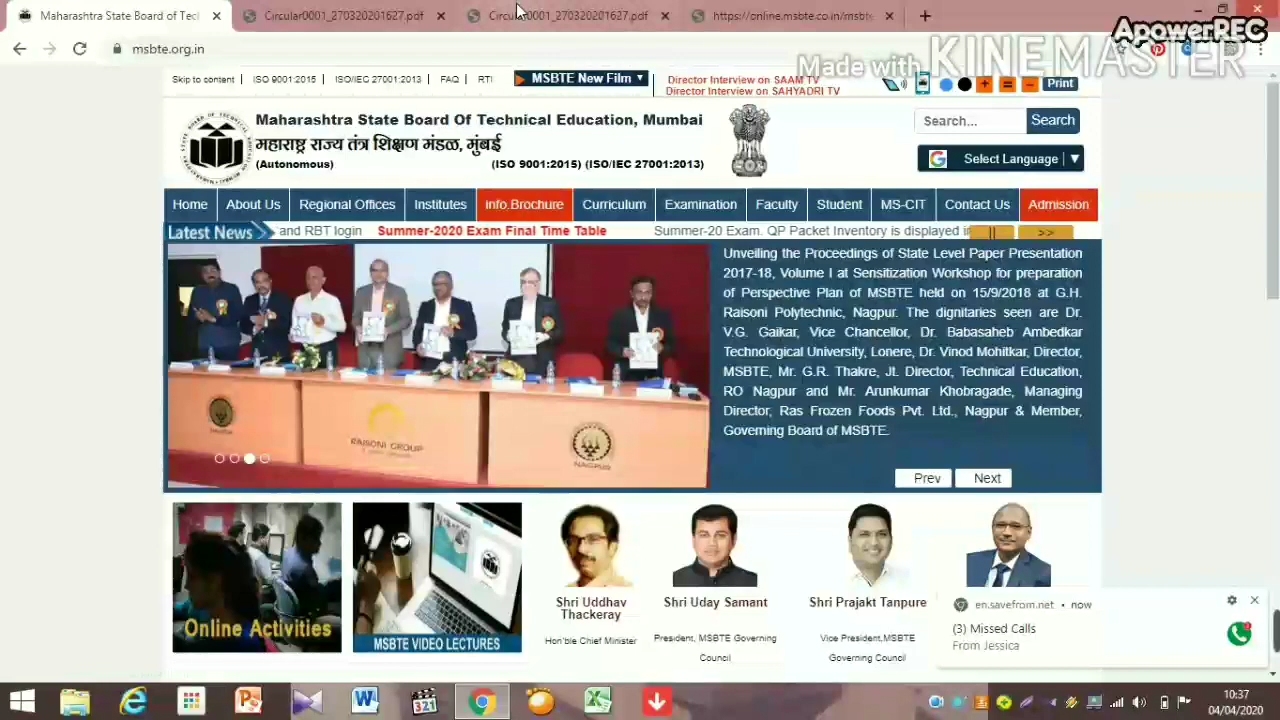 Maharashtra State Board of Tec
Circular0001_270320201627.pdf
Circular0001_270320201627.pdf
https://online.msbte.co.in/msbte
ApowerREC
msbte.org.in
Made with KINEMASTER
Skip to content
ISO 9001:2015
ISO/IEC 27001:2013
FAQ
RTI
MSBTE New Film
Director Interview on SAAM TV
Director Interview on SAHYADRI TV
Print
Maharashtra State Board Of Technical Education, Mumbai
महाराष्ट्र राज्य तंत्र शिक्षण मंडळ, मुंबई
(Autonomous) (ISO 9001:2015) (ISO/IEC 27001:2013)
Search...
Search
G Select Language
Home About Us Regional Offices Institutes Info.Brochure Curriculum Examination Faculty Student MS-CIT Contact Us Admission
Latest News and RBT login Summer-2020 Exam Final Time Table Summer-20 Exam. QP Packet Inventory is displayed i || >>
Unveiling the Proceedings of State Level Paper Presentation
2017-18, Volume I at Sensitization Workshop for preparation
of Perspective Plan of MSBTE held on 15/9/2018 at G.H.
Raisoni Polytechnic, Nagpur. The dignitaries seen are Dr.
V.G. Gaikar, Vice Chancellor, Dr. Babasaheb Ambedkar
Technological University, Lonere, Dr. Vinod Mohitkar, Director,
MSBTE, Mr. G.R. Thakre, Jt. Director, Technical Education,
RO Nagpur and Mr. Arunkumar Khobragade, Managing
Director, Ras Frozen Foods Pvt. Ltd., Nagpur & Member,
Governing Board of MSBTE.
RAISONI GROUP
NAGPUR
Prev Next
Online Activities
MSBTE VIDEO LECTURES
Shri Uddhav
Thackeray
Hon'ble Chief Minister
Shri Uday Samant
President, MSBTE Governing
Council
Shri Prajakt Tanpure
Vice President,MSBTE
Governing Council
en.savefrom.net • now
(3) Missed Calls
From Jessica
321
10:37
04/04/2020